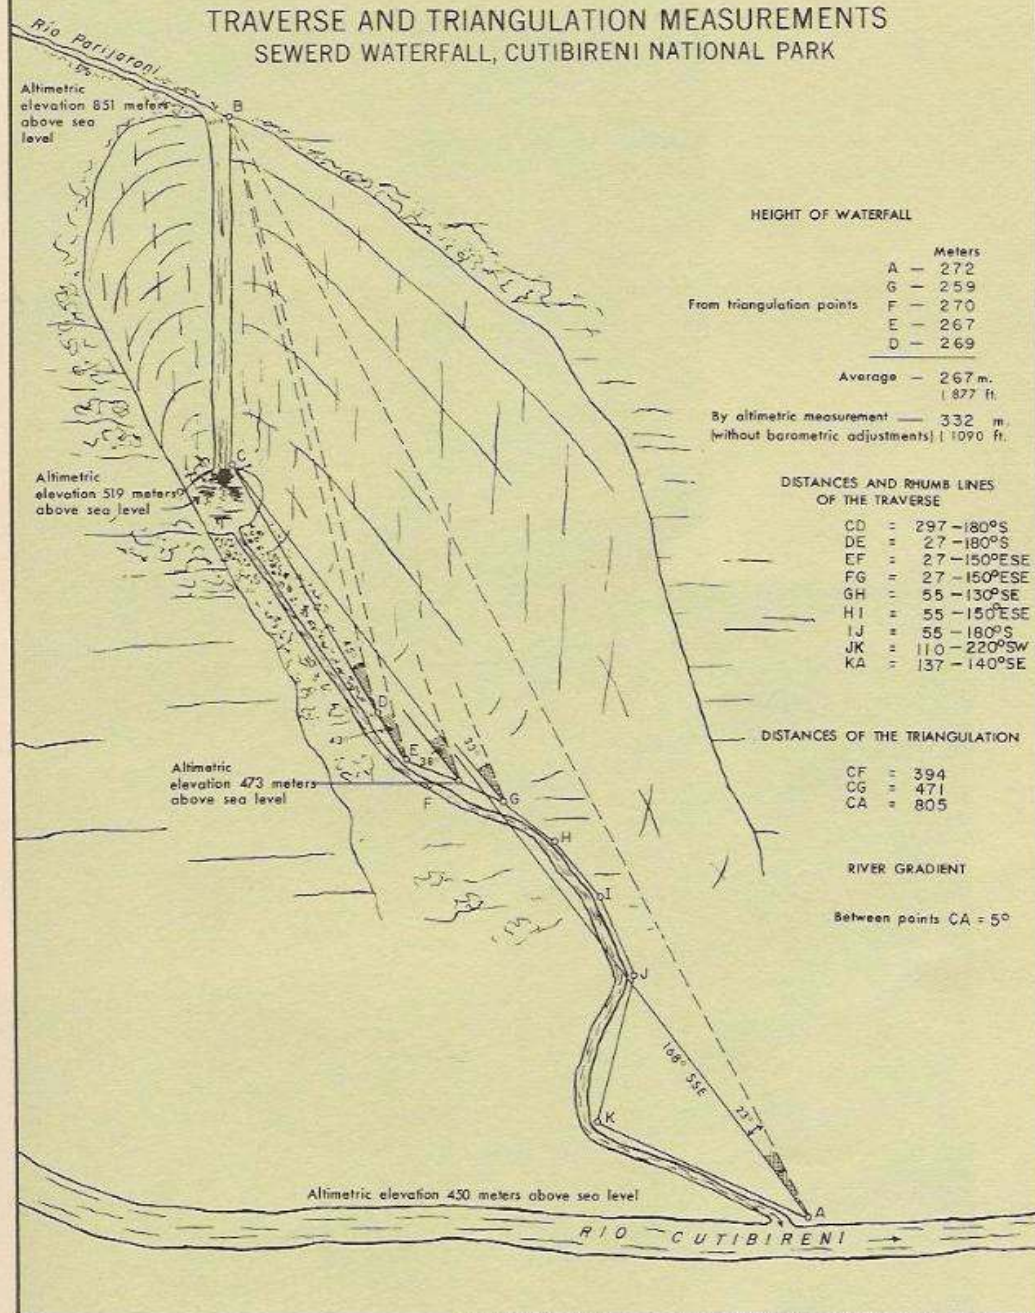 TRAVERSE AND TRIANGULATION MEASUREMENTS
SEWERD WATERFALL, CUTIBIRENI NATIONAL PARK
Río Parijaroni
Altimetric
elevation 851 meters
above sea
level
B
HEIGHT OF WATERFALL
Meters
A – 272
G – 259
From triangulation points F – 270
E – 267
D – 269
Average – 267 m.
( 877 ft.
By altimetric measurement — 332 m.
(without barometric adjustments) ( 1090 ft.
C
Altimetric
elevation 519 meters
above sea level
DISTANCES AND RHUMB LINES
OF THE TRAVERSE
CD = 297 –180°S
DE = 27 –180°S
EF = 27 –150°ESE
FG = 27 –150°ESE
GH = 55 –130°SE
HI = 55 –150°ESE
IJ = 55 –180°S
JK = 110 –220°SW
KA = 137 –140°SE
D
43
E
38
F
G
H
I
J
K
A
Altimetric
elevation 473 meters
above sea level
DISTANCES OF THE TRIANGULATION
CF = 394
CG = 471
CA = 805
RIVER GRADIENT
Between points CA = 5°
168° SSE
23°
Altimetric elevation 450 meters above sea level
RIO CUTIBIRENI